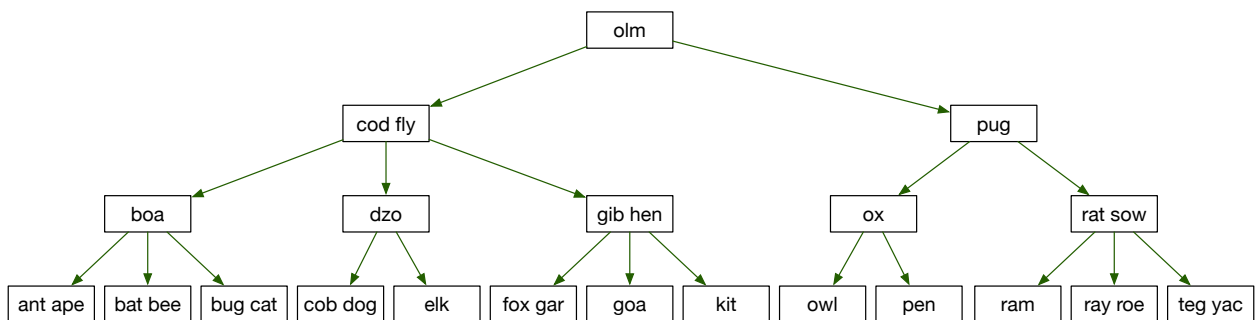 olm
cod fly
pug
boa
dzo
gib hen
ox
rat sow
ant ape
bat bee
bug cat
cob dog
elk
fox gar
goa
kit
owl
pen
ram
ray roe
teg yac